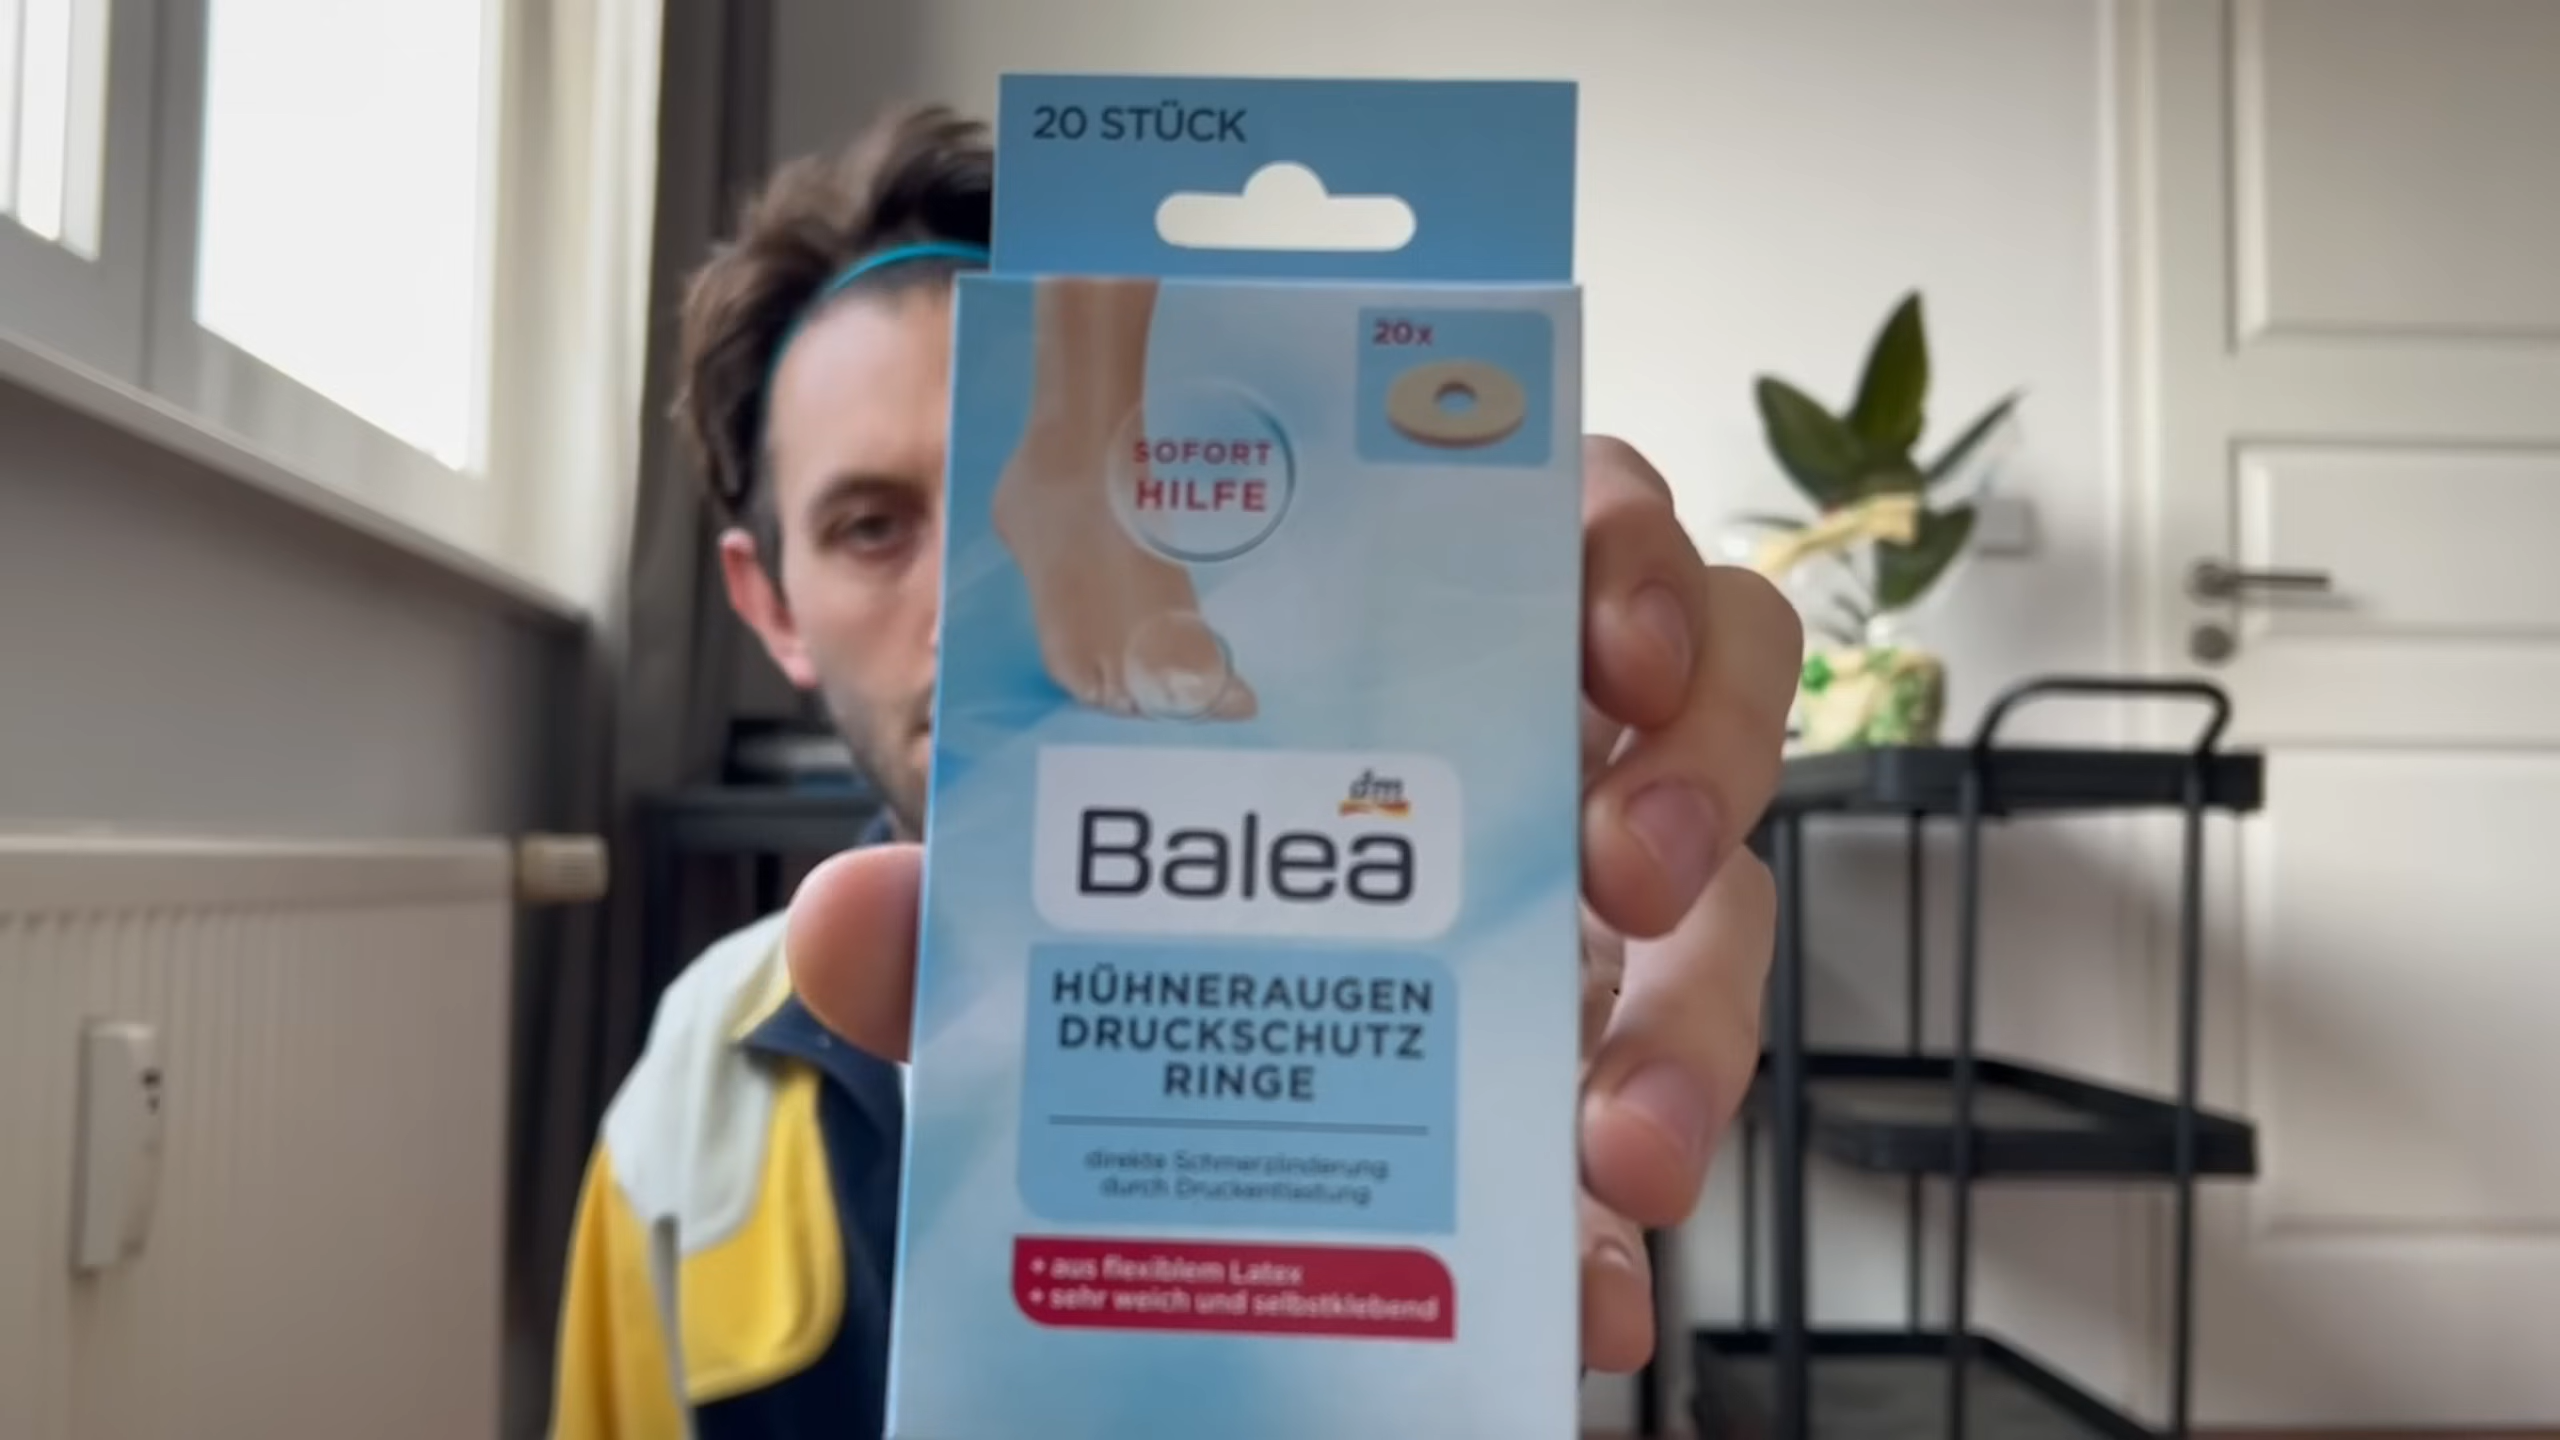 20 STÜCK
20x
SOFORT
HILFE
dm
Balea
HÜHNERAUGEN
DRUCKSCHUTZ
RINGE
direkte Schmerzlinderung
durch Druckentlastung
+ aus flexiblem Latex
+ sehr weich und selbstklebend